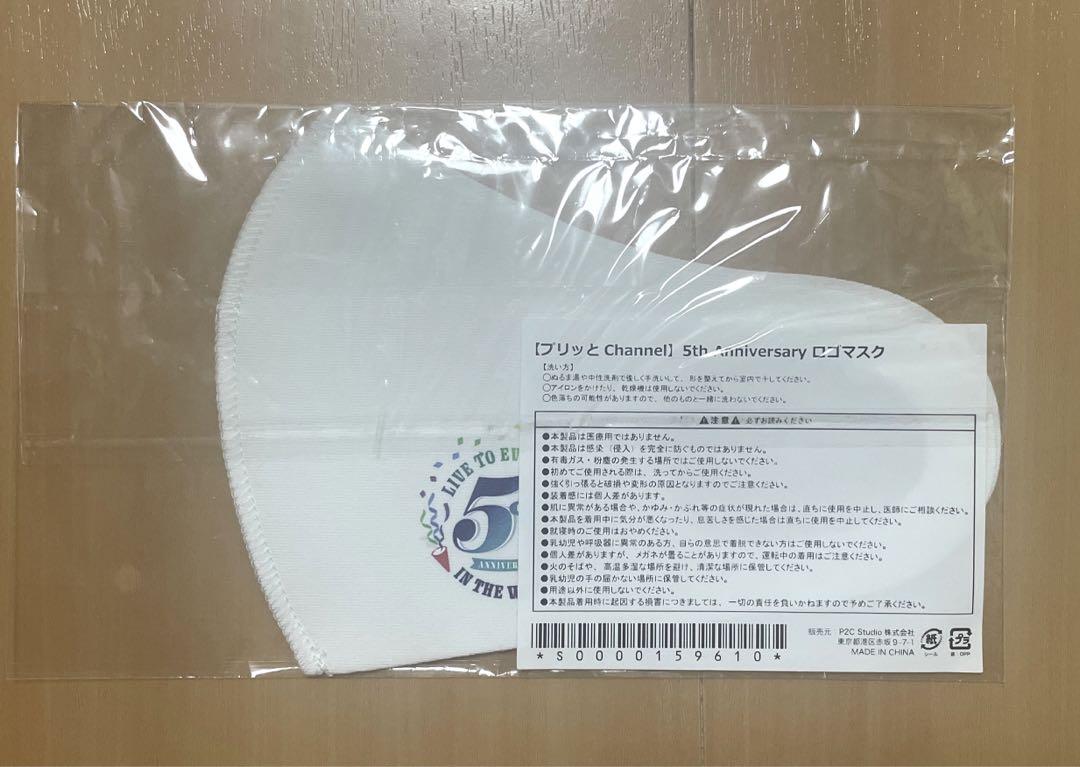 【プリッとChannel】5th Anniversary ロゴマスク
【洗い方】
○ぬるま湯や中性洗剤で優しく手洗いして、形を整えてから室内で干してください。
○アイロンをかけたり、乾燥機は使用しないでください。
○色落ちの可能性がありますので、他のものと一緒に洗わないでください。
⚠注意⚠ 必ずお読みください
●本製品は医療用ではありません。
●本製品は感染(侵入)を完全に防ぐものではありません。
●有毒ガス・粉塵の発生する場所ではご使用しないでください。
●初めてご使用される際は、洗ってからご使用ください。
●強く引っ張ると破損や変形の原因となりますのでご注意ください。
●装着感には個人差があります。
●肌に異常がある場合や、かゆみ・かぶれ等の症状が現れた場合は、直ちに使用を中止し、医師にご相談ください。
●本製品を着用中に気分が悪くなったり、息苦しさを感じた場合は直ちに使用を中止してください。
●就寝時のご使用はおやめください。
●乳幼児や呼吸器に異常のある方、自らの意思で着脱できない方はご使用しないでください。
●個人差がありますが、メガネが曇ることがありますので、運転中の着用はご注意ください。
●火のそばや、高温多湿な場所を避け、清潔な場所に保管してください。
●乳幼児の手の届かない場所に保管してください。
●用途以外に使用しないでください。
●本製品着用時に起因する損害につきましては、一切の責任を負いかねますので予めご了承ください。
*S0000159610*
販売元 P2C Studio株式会社
東京都港区赤坂9-7-1
MADE IN CHINA
紙
シール
プラ
袋 OPP
LIVE TO
5
ANNIVERS
IN THE W